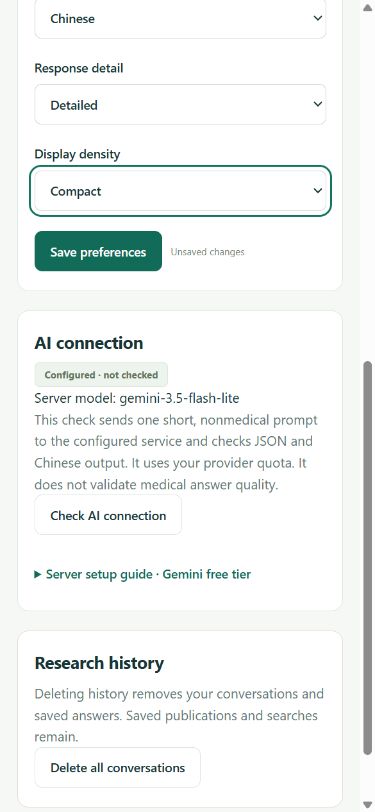 Chinese
Response detail
Detailed
Display density
Compact
Save preferences Unsaved changes
AI connection
Configured · not checked
Server model: gemini-3.5-flash-lite
This check sends one short, nonmedical prompt
to the configured service and checks JSON and
Chinese output. It uses your provider quota. It
does not validate medical answer quality.
Check AI connection
Server setup guide · Gemini free tier
Research history
Deleting history removes your conversations and
saved answers. Saved publications and searches
remain.
Delete all conversations